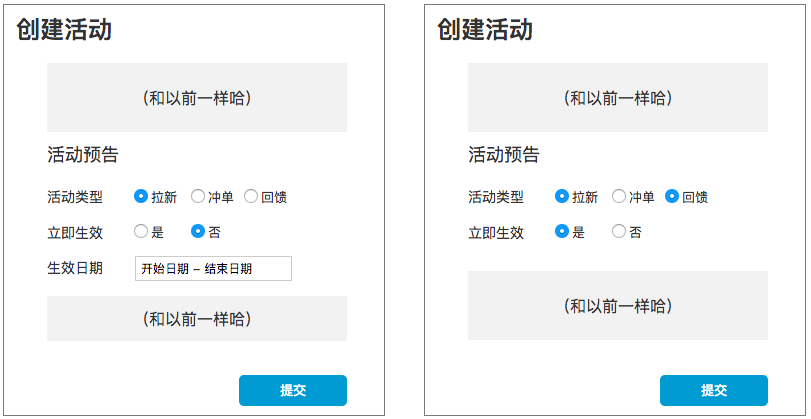 创建活动
(和以前一样哈)
活动预告
活动类型 拉新 冲单 回馈
立即生效 是 否
生效日期 开始日期 – 结束日期
(和以前一样哈)
提交
创建活动
(和以前一样哈)
活动预告
活动类型 拉新 冲单 回馈
立即生效 是 否
(和以前一样哈)
提交